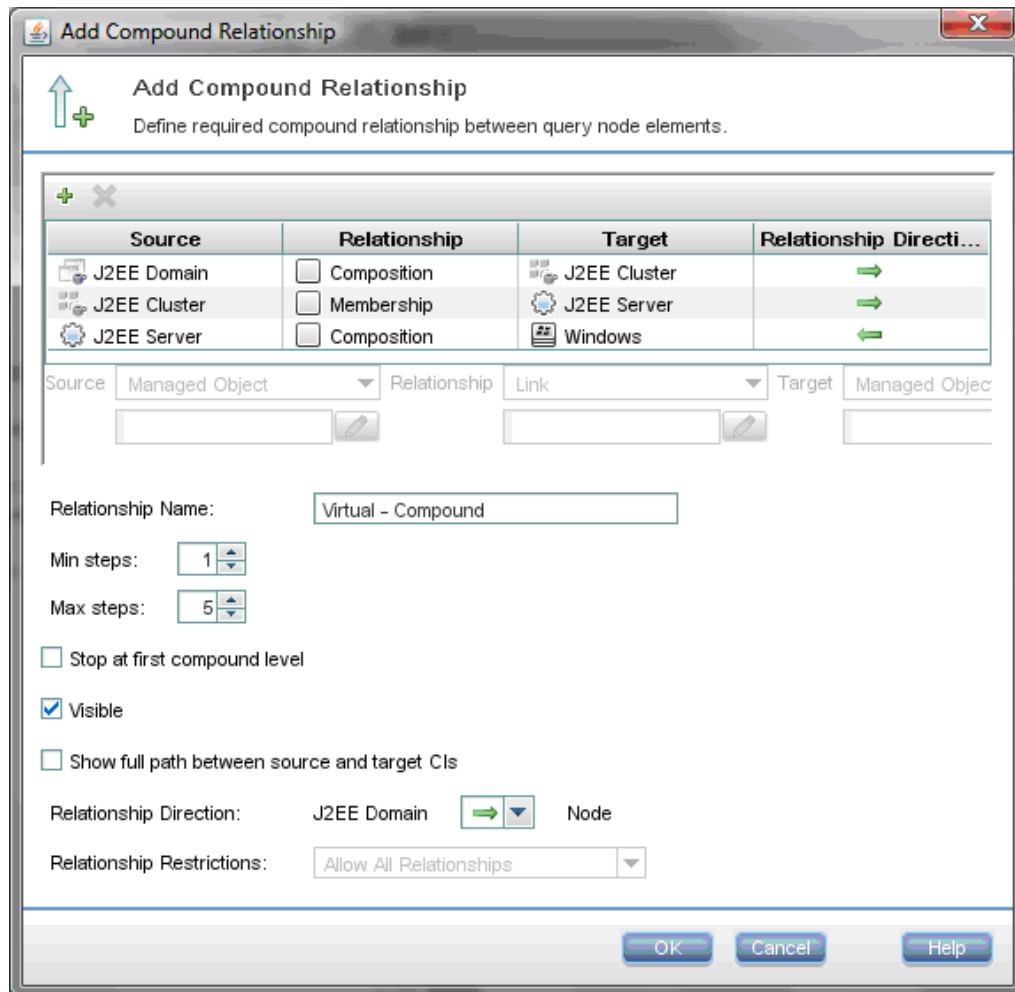 Add Compound Relationship
Add Compound Relationship
Define required compound relationship between query node elements.
Source Relationship Target Relationship Directi...
J2EE Domain Composition J2EE Cluster
J2EE Cluster Membership J2EE Server
J2EE Server Composition Windows
Source Managed Object Relationship Link Target Managed Objec
Relationship Name: Virtual - Compound
Min steps: 1
Max steps: 5
Stop at first compound level
Visible
Show full path between source and target CIs
Relationship Direction: J2EE Domain Node
Relationship Restrictions: Allow All Relationships
OK Cancel Help